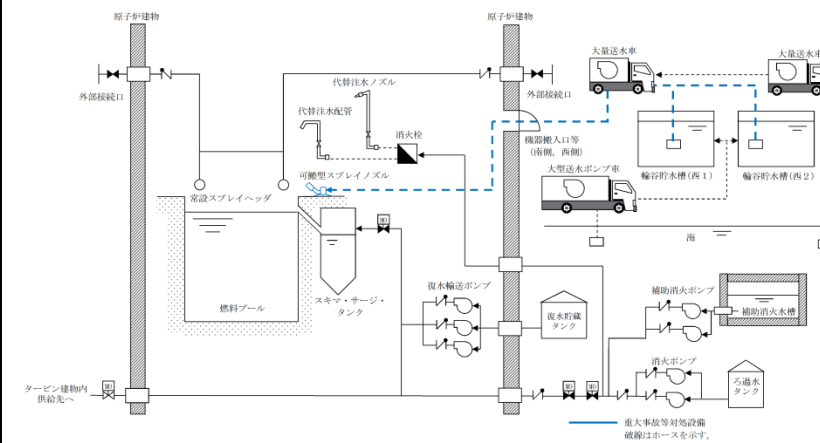 原子炉建物
原子炉建物
大量送水車
大量送水車
外部接続口
代替注水ノズル
外部接続口
代替注水配管
消火栓
機器搬入口等
(南側,西側)
可搬型スプレイノズル
大型送水ポンプ車
輪谷貯水槽(西1)
輪谷貯水槽(西2)
常設スプレイヘッダ
海
MO
燃料プール
スキマ・サージ・
タンク
復水輸送ポンプ
復水貯蔵
タンク
補助消火ポンプ
補助消火水槽
消火ポンプ
ろ過水
タンク
タービン建物内
供給先へ
MO
MO
MO
重大事故等対処設備
破線はホースを示す。